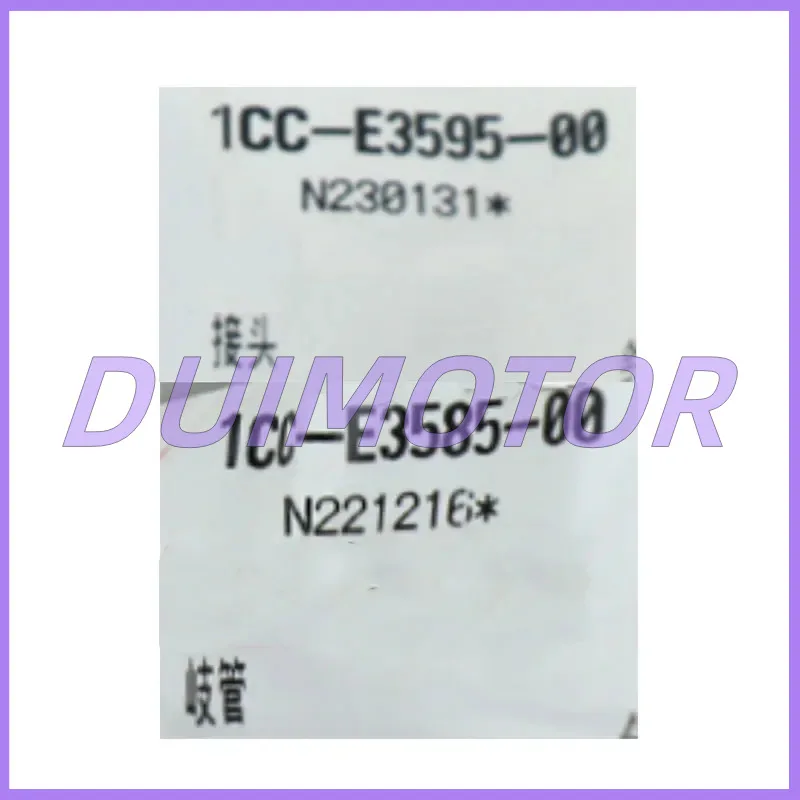 1CC-E3595-00
N230131*
接头
DUIMOTOR
1CC-E3585-00
N221216*
岐管